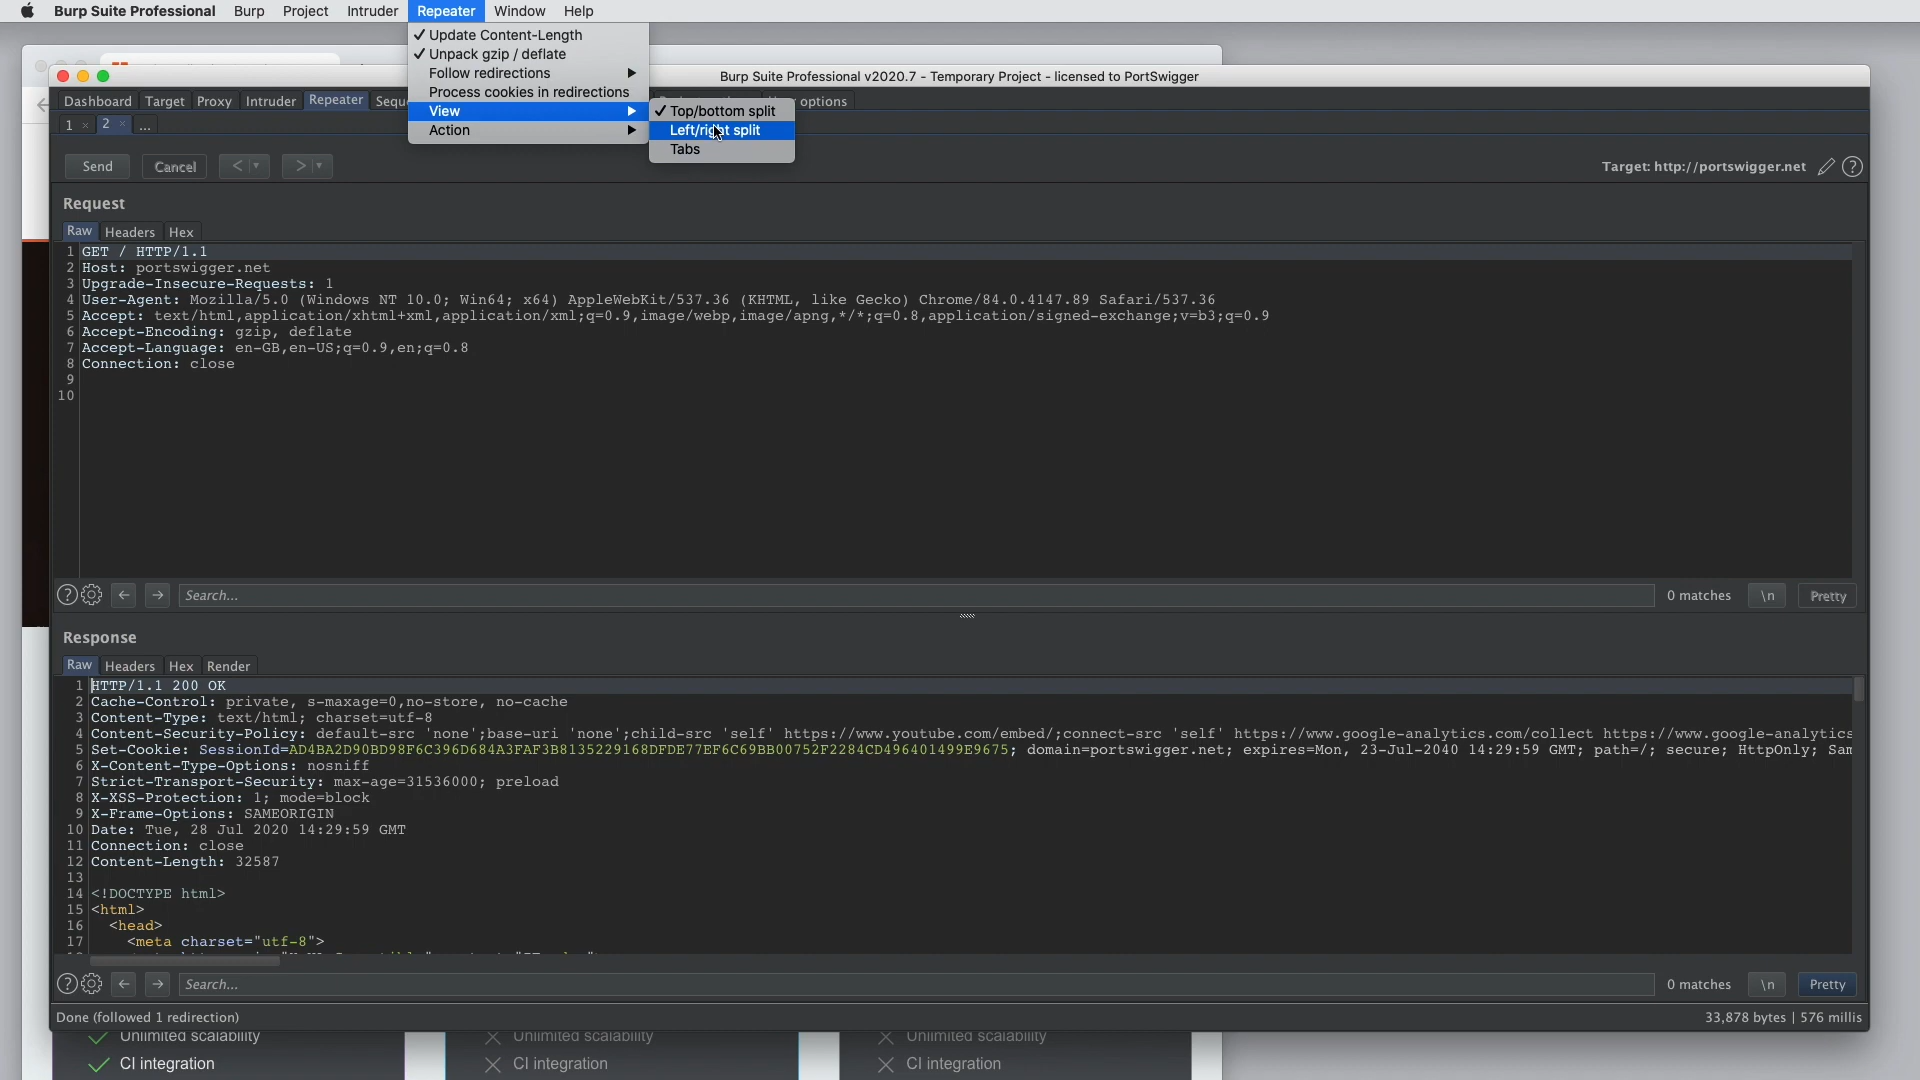 Burp Suite Professional Burp Project Intruder Repeater Window Help
✓ Update Content-Length
✓ Unpack gzip / deflate
Follow redirections
Process cookies in redirections
View
Action
✓ Top/bottom split
Left/right split
Tabs
Burp Suite Professional v2020.7 - Temporary Project - licensed to PortSwigger
Dashboard Target Proxy Intruder Repeater Sequ options
1 × 2 × ...
Send Cancel < > Target: http://portswigger.net ?
Request
Raw Headers Hex
1 GET / HTTP/1.1
2 Host: portswigger.net
3 Upgrade-Insecure-Requests: 1
4 User-Agent: Mozilla/5.0 (Windows NT 10.0; Win64; x64) AppleWebKit/537.36 (KHTML, like Gecko) Chrome/84.0.4147.89 Safari/537.36
5 Accept: text/html,application/xhtml+xml,application/xml;q=0.9,image/webp,image/apng,*/*;q=0.8,application/signed-exchange;v=b3;q=0.9
6 Accept-Encoding: gzip, deflate
7 Accept-Language: en-GB,en-US;q=0.9,en;q=0.8
8 Connection: close
9
10
? Search... 0 matches \n Pretty
Response
Raw Headers Hex Render
1 HTTP/1.1 200 OK
2 Cache-Control: private, s-maxage=0,no-store, no-cache
3 Content-Type: text/html; charset=utf-8
4 Content-Security-Policy: default-src 'none';base-uri 'none';child-src 'self' https://www.youtube.com/embed/;connect-src 'self' https://www.google-analytics.com/collect https://www.google-analytics
5 Set-Cookie: SessionId=AD4BA2D90BD98F6C396D684A3FAF3B8135229168DFDE77EF6C69BB00752F2284CD496401499E9675; domain=portswigger.net; expires=Mon, 23-Jul-2040 14:29:59 GMT; path=/; secure; HttpOnly; Sam
6 X-Content-Type-Options: nosniff
7 Strict-Transport-Security: max-age=31536000; preload
8 X-XSS-Protection: 1; mode=block
9 X-Frame-Options: SAMEORIGIN
10 Date: Tue, 28 Jul 2020 14:29:59 GMT
11 Connection: close
12 Content-Length: 32587
13
14 <!DOCTYPE html>
15 <html>
16 <head>
17 <meta charset="utf-8">
? Search... 0 matches \n Pretty
Done (followed 1 redirection) 33,878 bytes | 576 millis
Unlimited scalability Unlimited scalability Unlimited scalability
CI integration CI integration CI integration